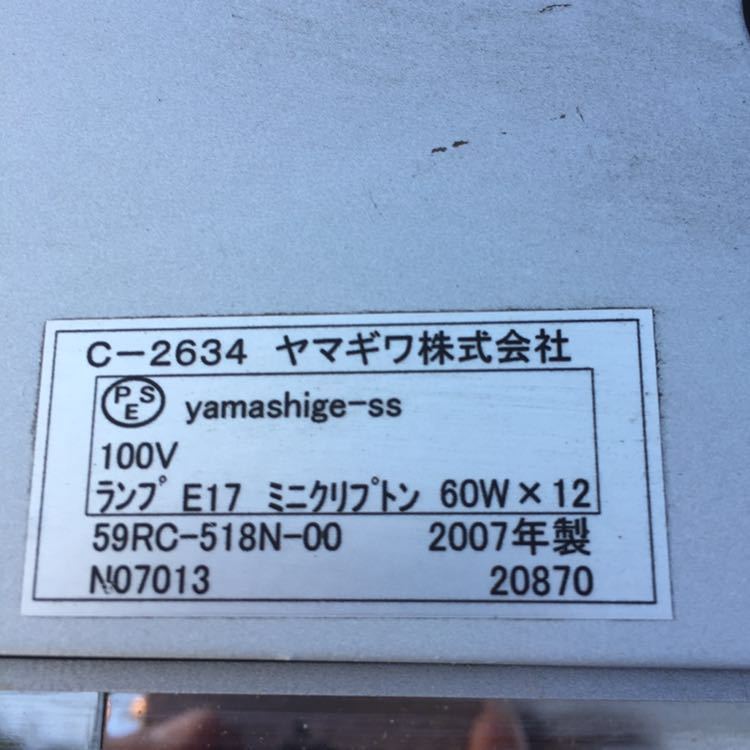 C-2634 ヤマギワ株式会社
PSE yamashige-ss
100V
ランプ E17 ミニクリプトン 60W×12
59RC-518N-00 2007年製
N07013 20870